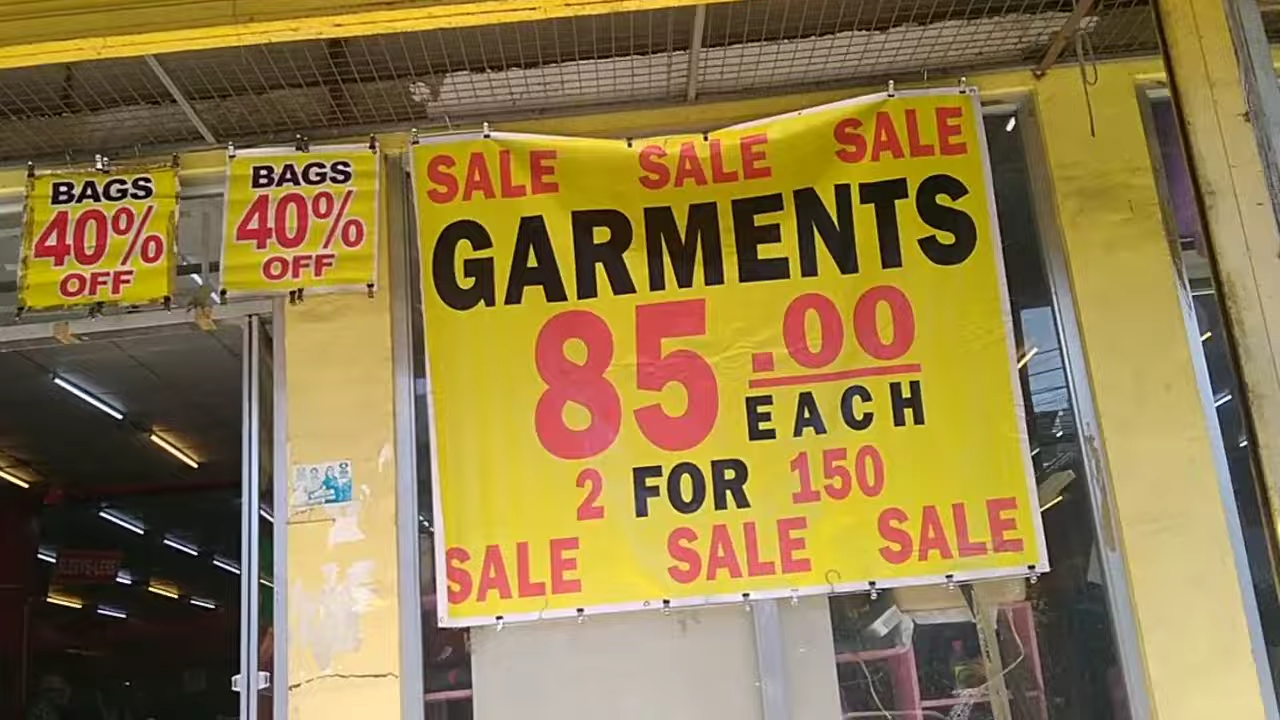 BAGS
40%
OFF
BAGS
40%
OFF
SALE SALE SALE
GARMENTS
85.00
EACH
2 FOR 150
SALE SALE SALE